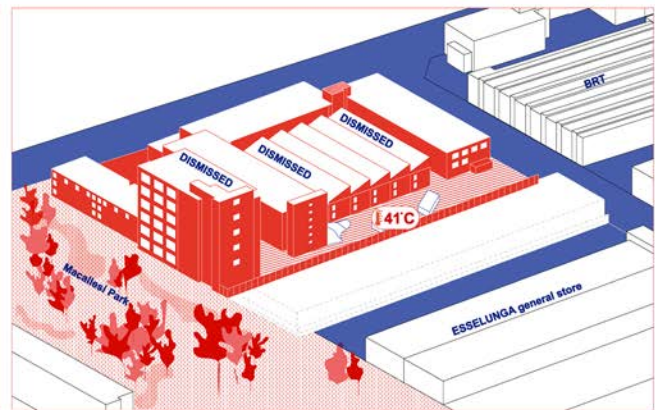 BRT
DISMISSED
DISMISSED
DISMISSED
41°C
Macallesi Park
ESSELUNGA general store